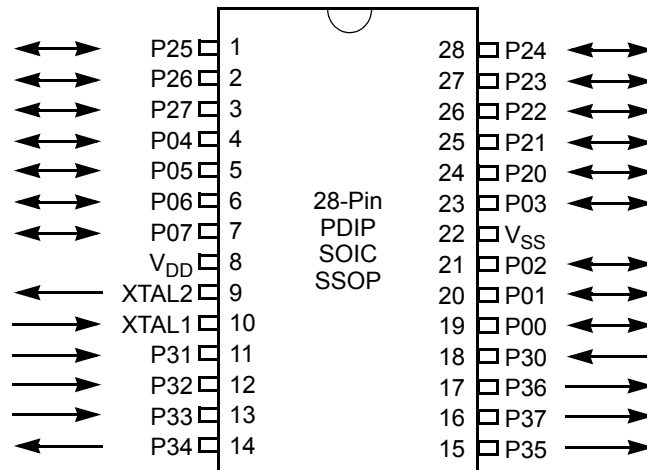 P25 1 28 P24
P26 2 27 P23
P27 3 26 P22
P04 4 25 P21
P05 5 24 P20
P06 6 28-Pin 23 P03
P07 7 PDIP 22 VSS
VDD 8 SOIC 21 P02
XTAL2 9 SSOP 20 P01
XTAL1 10 19 P00
P31 11 18 P30
P32 12 17 P36
P33 13 16 P37
P34 14 15 P35